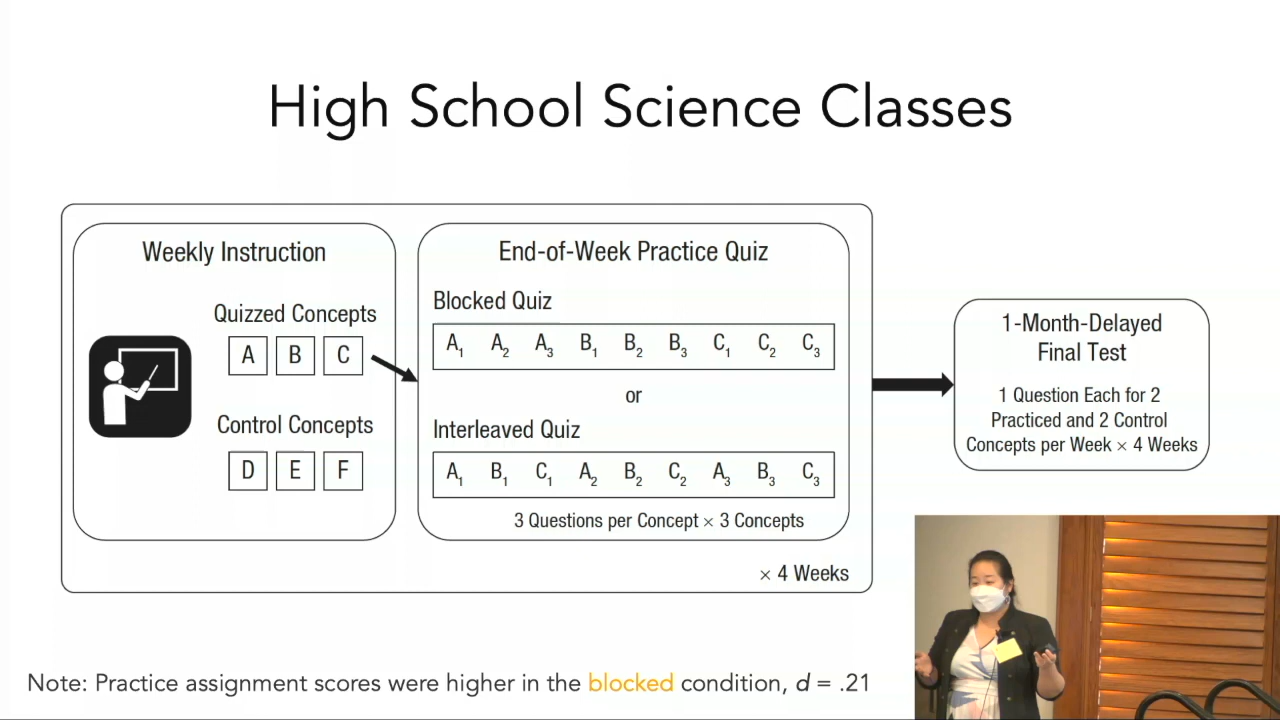 High School Science Classes
Weekly Instruction
Quizzed Concepts
A B C
Control Concepts
D E F
End-of-Week Practice Quiz
Blocked Quiz
A₁ A₂ A₃ B₁ B₂ B₃ C₁ C₂ C₃
or
Interleaved Quiz
A₁ B₁ C₁ A₂ B₂ C₂ A₃ B₃ C₃
3 Questions per Concept × 3 Concepts
× 4 Weeks
1-Month-Delayed
Final Test
1 Question Each for 2
Practiced and 2 Control
Concepts per Week × 4 Weeks
Note: Practice assignment scores were higher in the blocked condition, d = .21